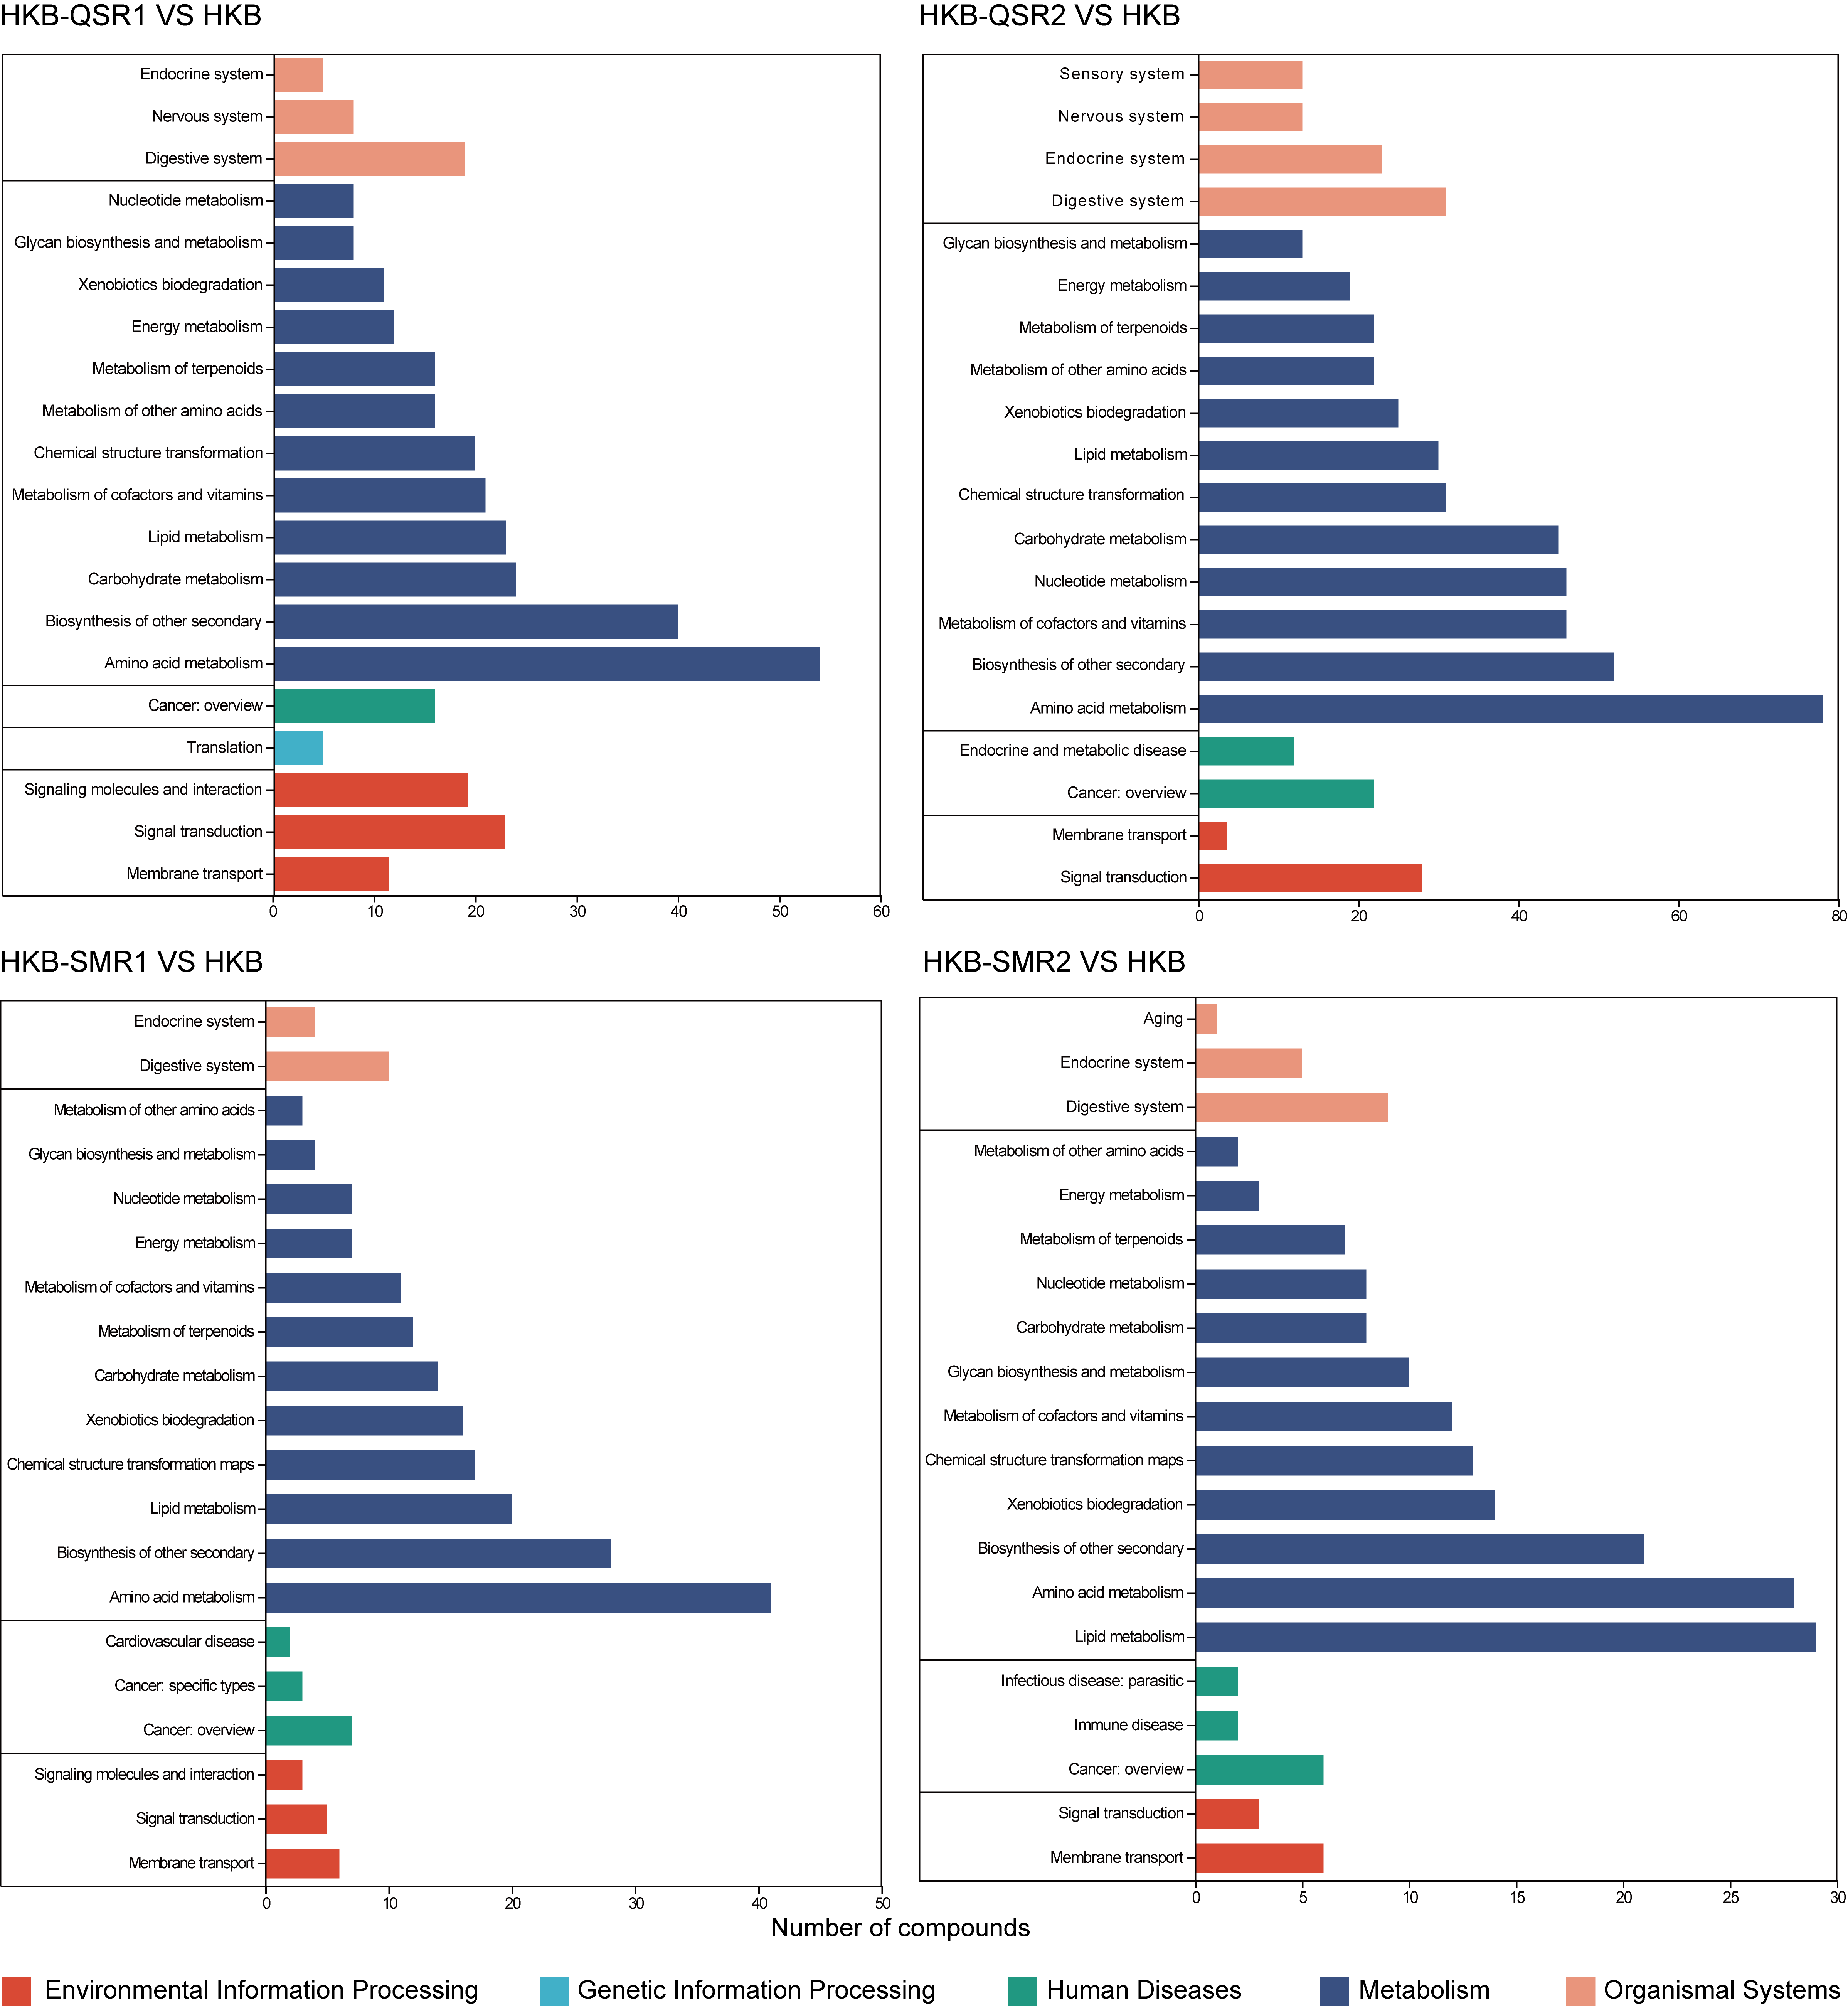 HKB-QSR1 VS HKB
Endocrine system
Nervous system
Digestive system
Nucleotide metabolism
Glycan biosynthesis and metabolism
Xenobiotics biodegradation
Energy metabolism
Metabolism of terpenoids
Metabolism of other amino acids
Chemical structure transformation
Metabolism of cofactors and vitamins
Lipid metabolism
Carbohydrate metabolism
Biosynthesis of other secondary
Amino acid metabolism
Cancer: overview
Translation
Signaling molecules and interaction
Signal transduction
Membrane transport
0 10 20 30 40 50 60
HKB-QSR2 VS HKB
Sensory system
Nervous system
Endocrine system
Digestive system
Glycan biosynthesis and metabolism
Energy metabolism
Metabolism of terpenoids
Metabolism of other amino acids
Xenobiotics biodegradation
Lipid metabolism
Chemical structure transformation
Carbohydrate metabolism
Nucleotide metabolism
Metabolism of cofactors and vitamins
Biosynthesis of other secondary
Amino acid metabolism
Endocrine and metabolic disease
Cancer: overview
Membrane transport
Signal transduction
0 20 40 60 80
HKB-SMR1 VS HKB
Endocrine system
Digestive system
Metabolism of other amino acids
Glycan biosynthesis and metabolism
Nucleotide metabolism
Energy metabolism
Metabolism of cofactors and vitamins
Metabolism of terpenoids
Carbohydrate metabolism
Xenobiotics biodegradation
Chemical structure transformation maps
Lipid metabolism
Biosynthesis of other secondary
Amino acid metabolism
Cardiovascular disease
Cancer: specific types
Cancer: overview
Signaling molecules and interaction
Signal transduction
Membrane transport
0 10 20 30 40 50
HKB-SMR2 VS HKB
Aging
Endocrine system
Digestive system
Metabolism of other amino acids
Energy metabolism
Metabolism of terpenoids
Nucleotide metabolism
Carbohydrate metabolism
Glycan biosynthesis and metabolism
Metabolism of cofactors and vitamins
Chemical structure transformation maps
Xenobiotics biodegradation
Biosynthesis of other secondary
Amino acid metabolism
Lipid metabolism
Infectious disease: parasitic
Immune disease
Cancer: overview
Signal transduction
Membrane transport
0 5 10 15 20 25 30
Number of compounds
Environmental Information Processing Genetic Information Processing Human Diseases Metabolism Organismal Systems